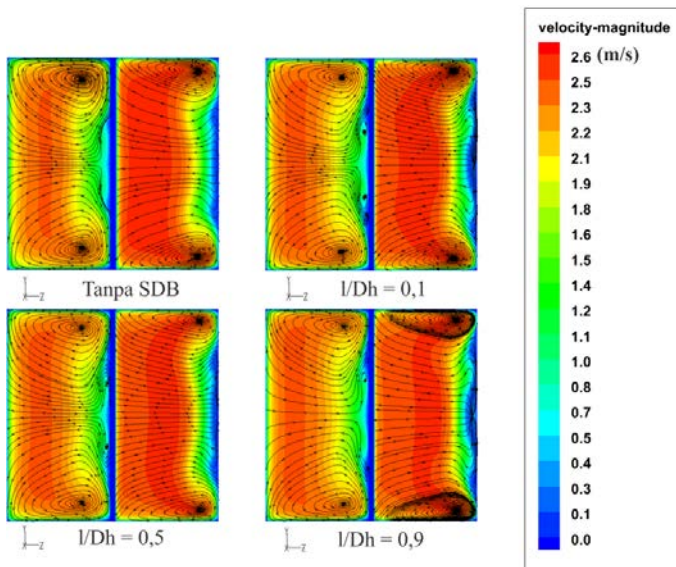 velocity-magnitude
(m/s)
2.6
2.5
2.3
2.2
2.1
1.9
1.8
1.7
1.5
1.4
1.2
1.1
1.0
0.8
0.7
0.5
0.4
0.3
0.1
0.0
Y
Z
Tanpa SDB
Y
Z
l/Dh = 0,1
Y
Z
l/Dh = 0,5
Y
Z
l/Dh = 0,9